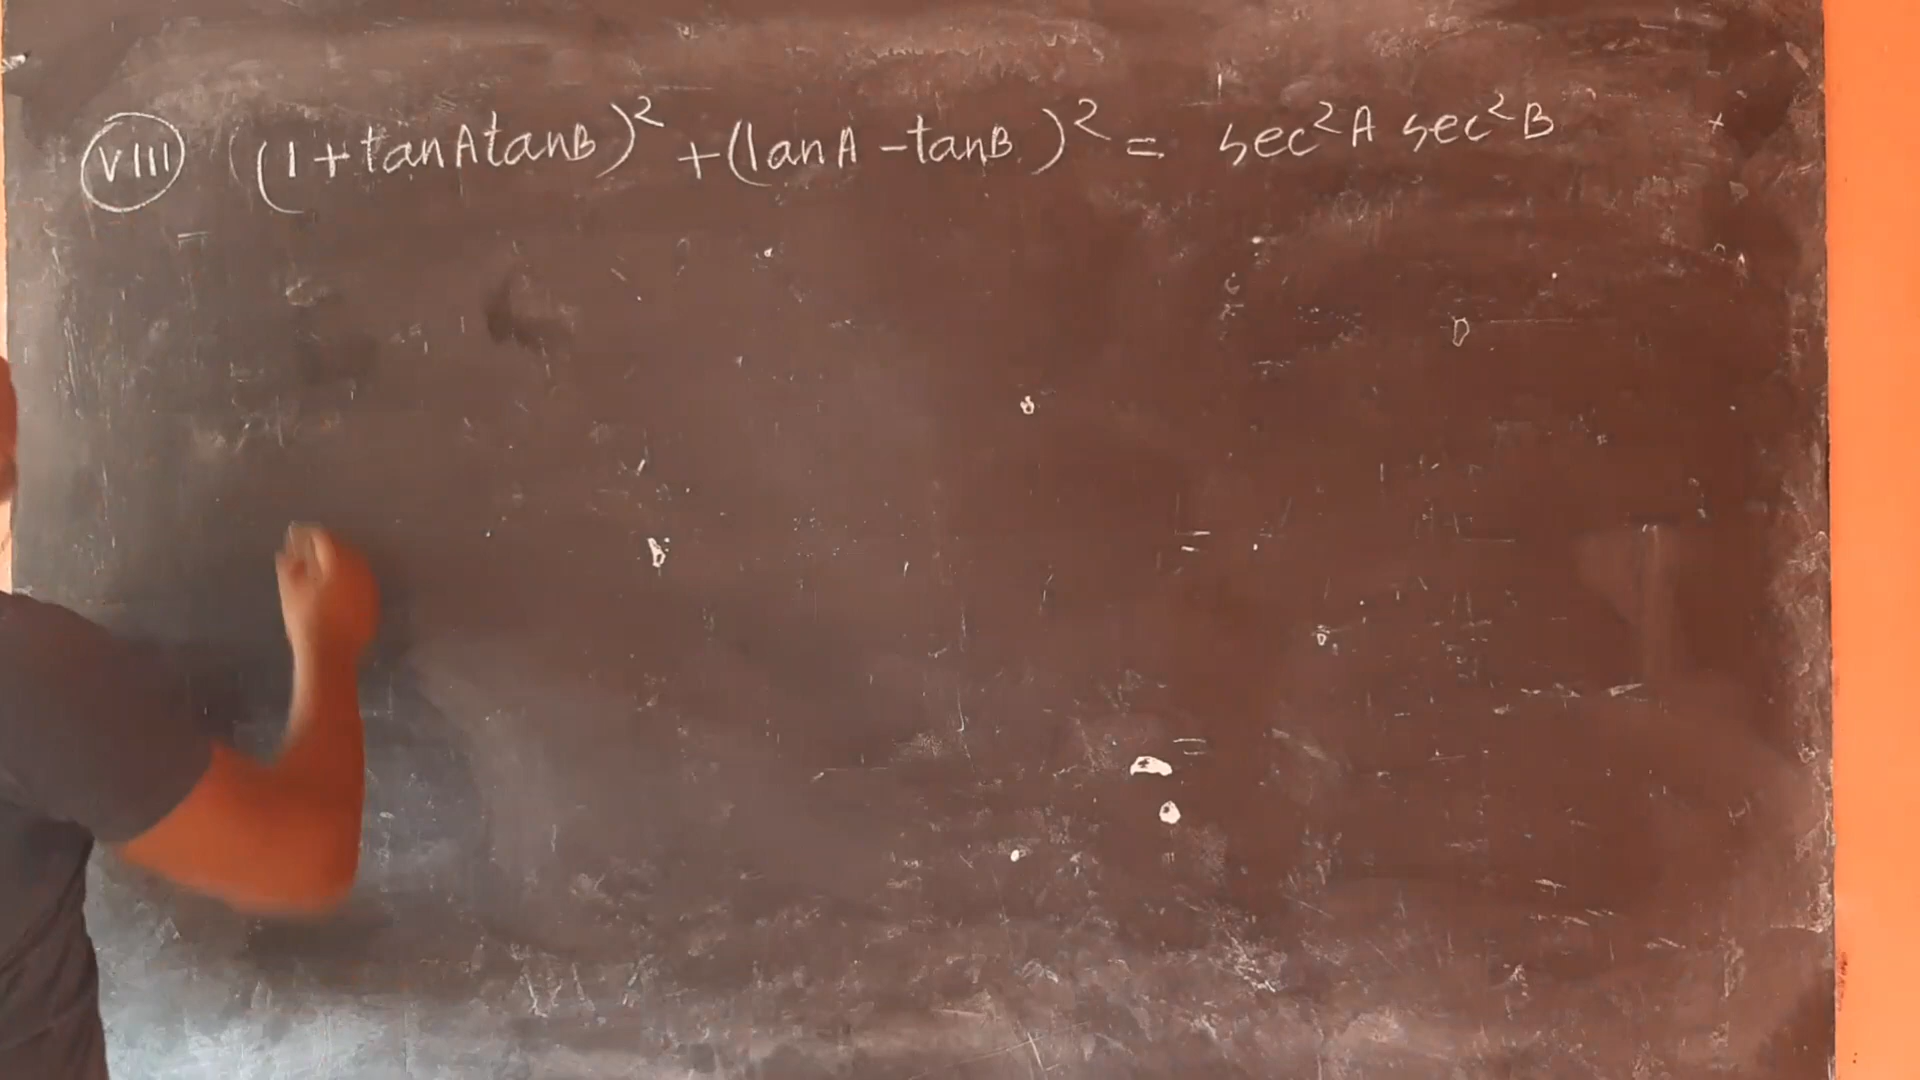 (viii) (1+tanAtanB)² +(tanA -tanB)² = sec²A sec²B